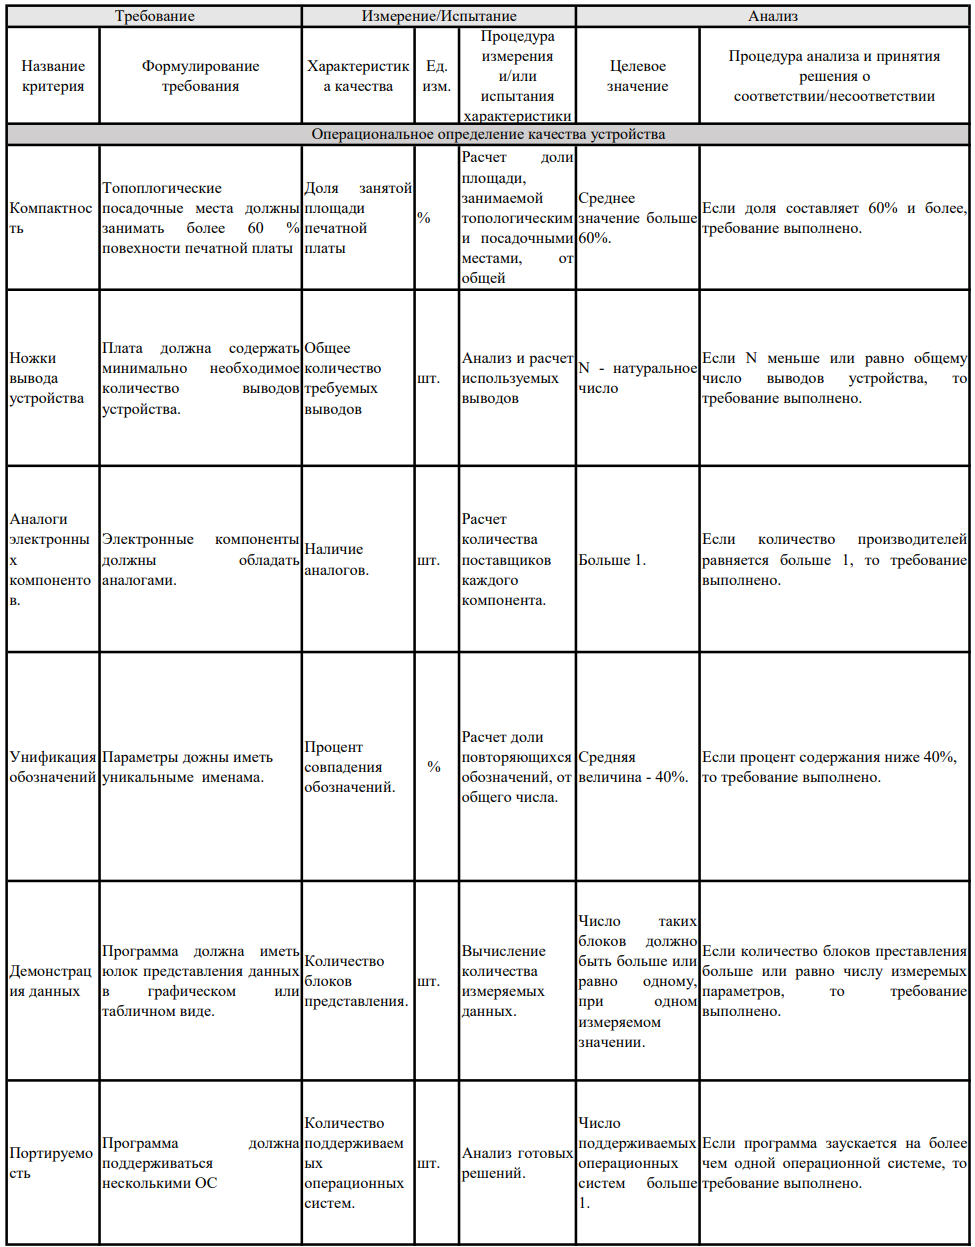 Требование
Измерение/Испытание
Анализ
Название
критерия
Формулирование
требования
Характеристик
а качества
Ед.
изм.
Процедура
измерения
и/или
испытания
характеристики
Целевое
значение
Процедура анализа и принятия
решения о
соответствии/несоответствии
Операциональное определение качества устройства
Компактнос
ть
Топоплогические
посадочные места должны
занимать более 60 %
повехности печатной платы
Доля занятой
площади
печатной
платы
%
Расчет доли
площади,
занимаемой
топологическим
и посадочными
местами, от
общей
Среднее
значение больше
60%.
Если доля составляет 60% и более,
требование выполнено.
Ножки
вывода
устройства
Плата должна содержать
минимально необходимое
количество выводов
устройства.
Общее
количество
требуемых
выводов
шт.
Анализ и расчет
используемых
выводов
N - натуральное
число
Если N меньше или равно общему
число выводов устройства, то
требование выполнено.
Аналоги
электронны
х
компоненто
в.
Электронные компоненты
должны обладать
аналогами.
Наличие
аналогов.
шт.
Расчет
количества
поставщиков
каждого
компонента.
Больше 1.
Если количество производителей
равняется больше 1, то требование
выполнено.
Унификация
обозначений
Параметры дожны иметь
уникальныме именама.
Процент
совпадения
обозначений.
%
Расчет доли
повторяющихся
обозначений, от
общего числа.
Средняя
величина - 40%.
Если процент содержания ниже 40%,
то требование выполнено.
Демонстрац
ия данных
Программа должна иметь
юлок представления данных
в графическом или
табличном виде.
Количество
блоков
представления.
шт.
Вычисление
количества
измеряемых
данных.
Число таких
блоков должно
быть больше или
равно одному,
при одном
измеряемом
значении.
Если количество блоков преставления
больше или равно числу измеремых
параметров, то требование
выполнено.
Портируемо
сть
Программа должна
поддерживаться
несколькими ОС
Количество
поддерживаем
ых
операционных
систем.
шт.
Анализ готовых
решений.
Число
поддерживаемых
операционных
систем больше
1.
Если программа заускается на более
чем одной операционной системе, то
требование выполнено.